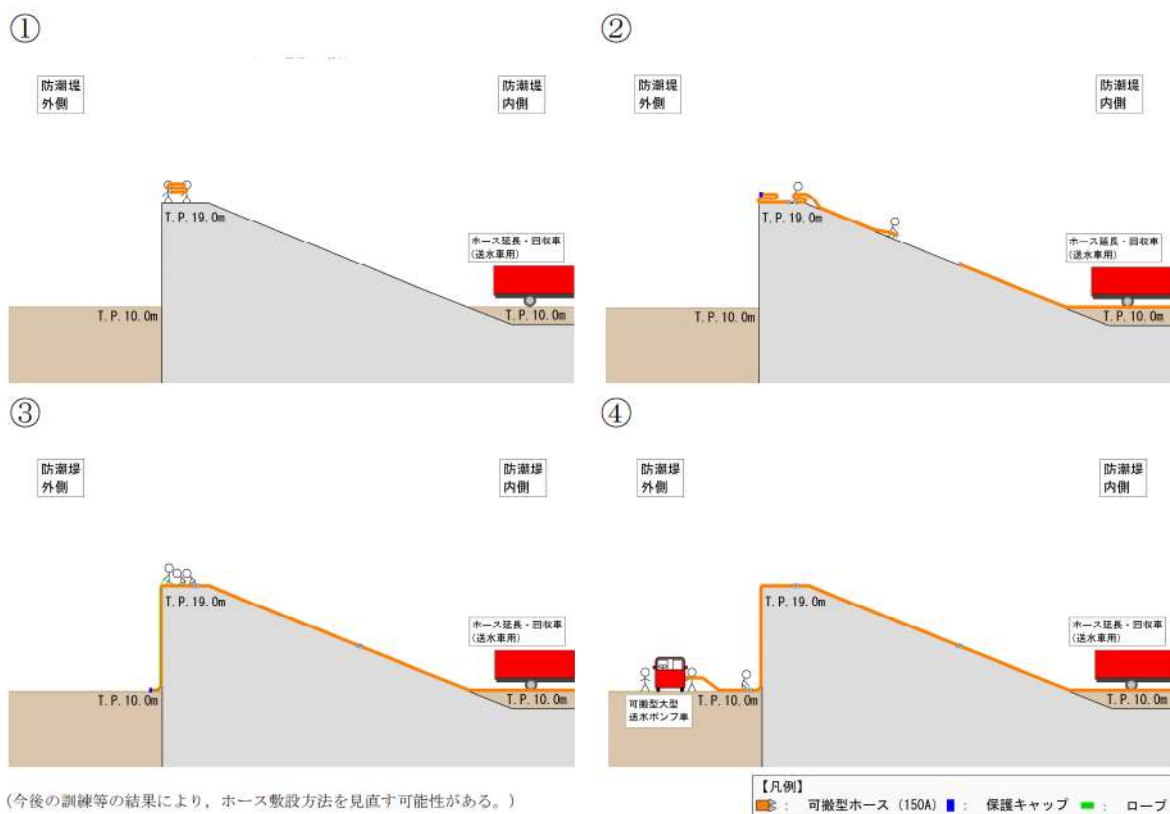 ①
防潮堤
外側
防潮堤
内側
T.P.19.0m
ホース延長・回収車
(送水車用)
T.P.10.0m
T.P.10.0m
②
防潮堤
外側
防潮堤
内側
T.P.19.0m
ホース延長・回収車
(送水車用)
T.P.10.0m
T.P.10.0m
③
防潮堤
外側
防潮堤
内側
T.P.19.0m
ホース延長・回収車
(送水車用)
T.P.10.0m
T.P.10.0m
④
防潮堤
外側
防潮堤
内側
T.P.19.0m
ホース延長・回収車
(送水車用)
可搬型大型
送水ポンプ車
T.P.10.0m
T.P.10.0m
(今後の訓練等の結果により，ホース敷設方法を見直す可能性がある。)
【凡例】
： 可搬型ホース (150A) ： 保護キャップ ： ロープ